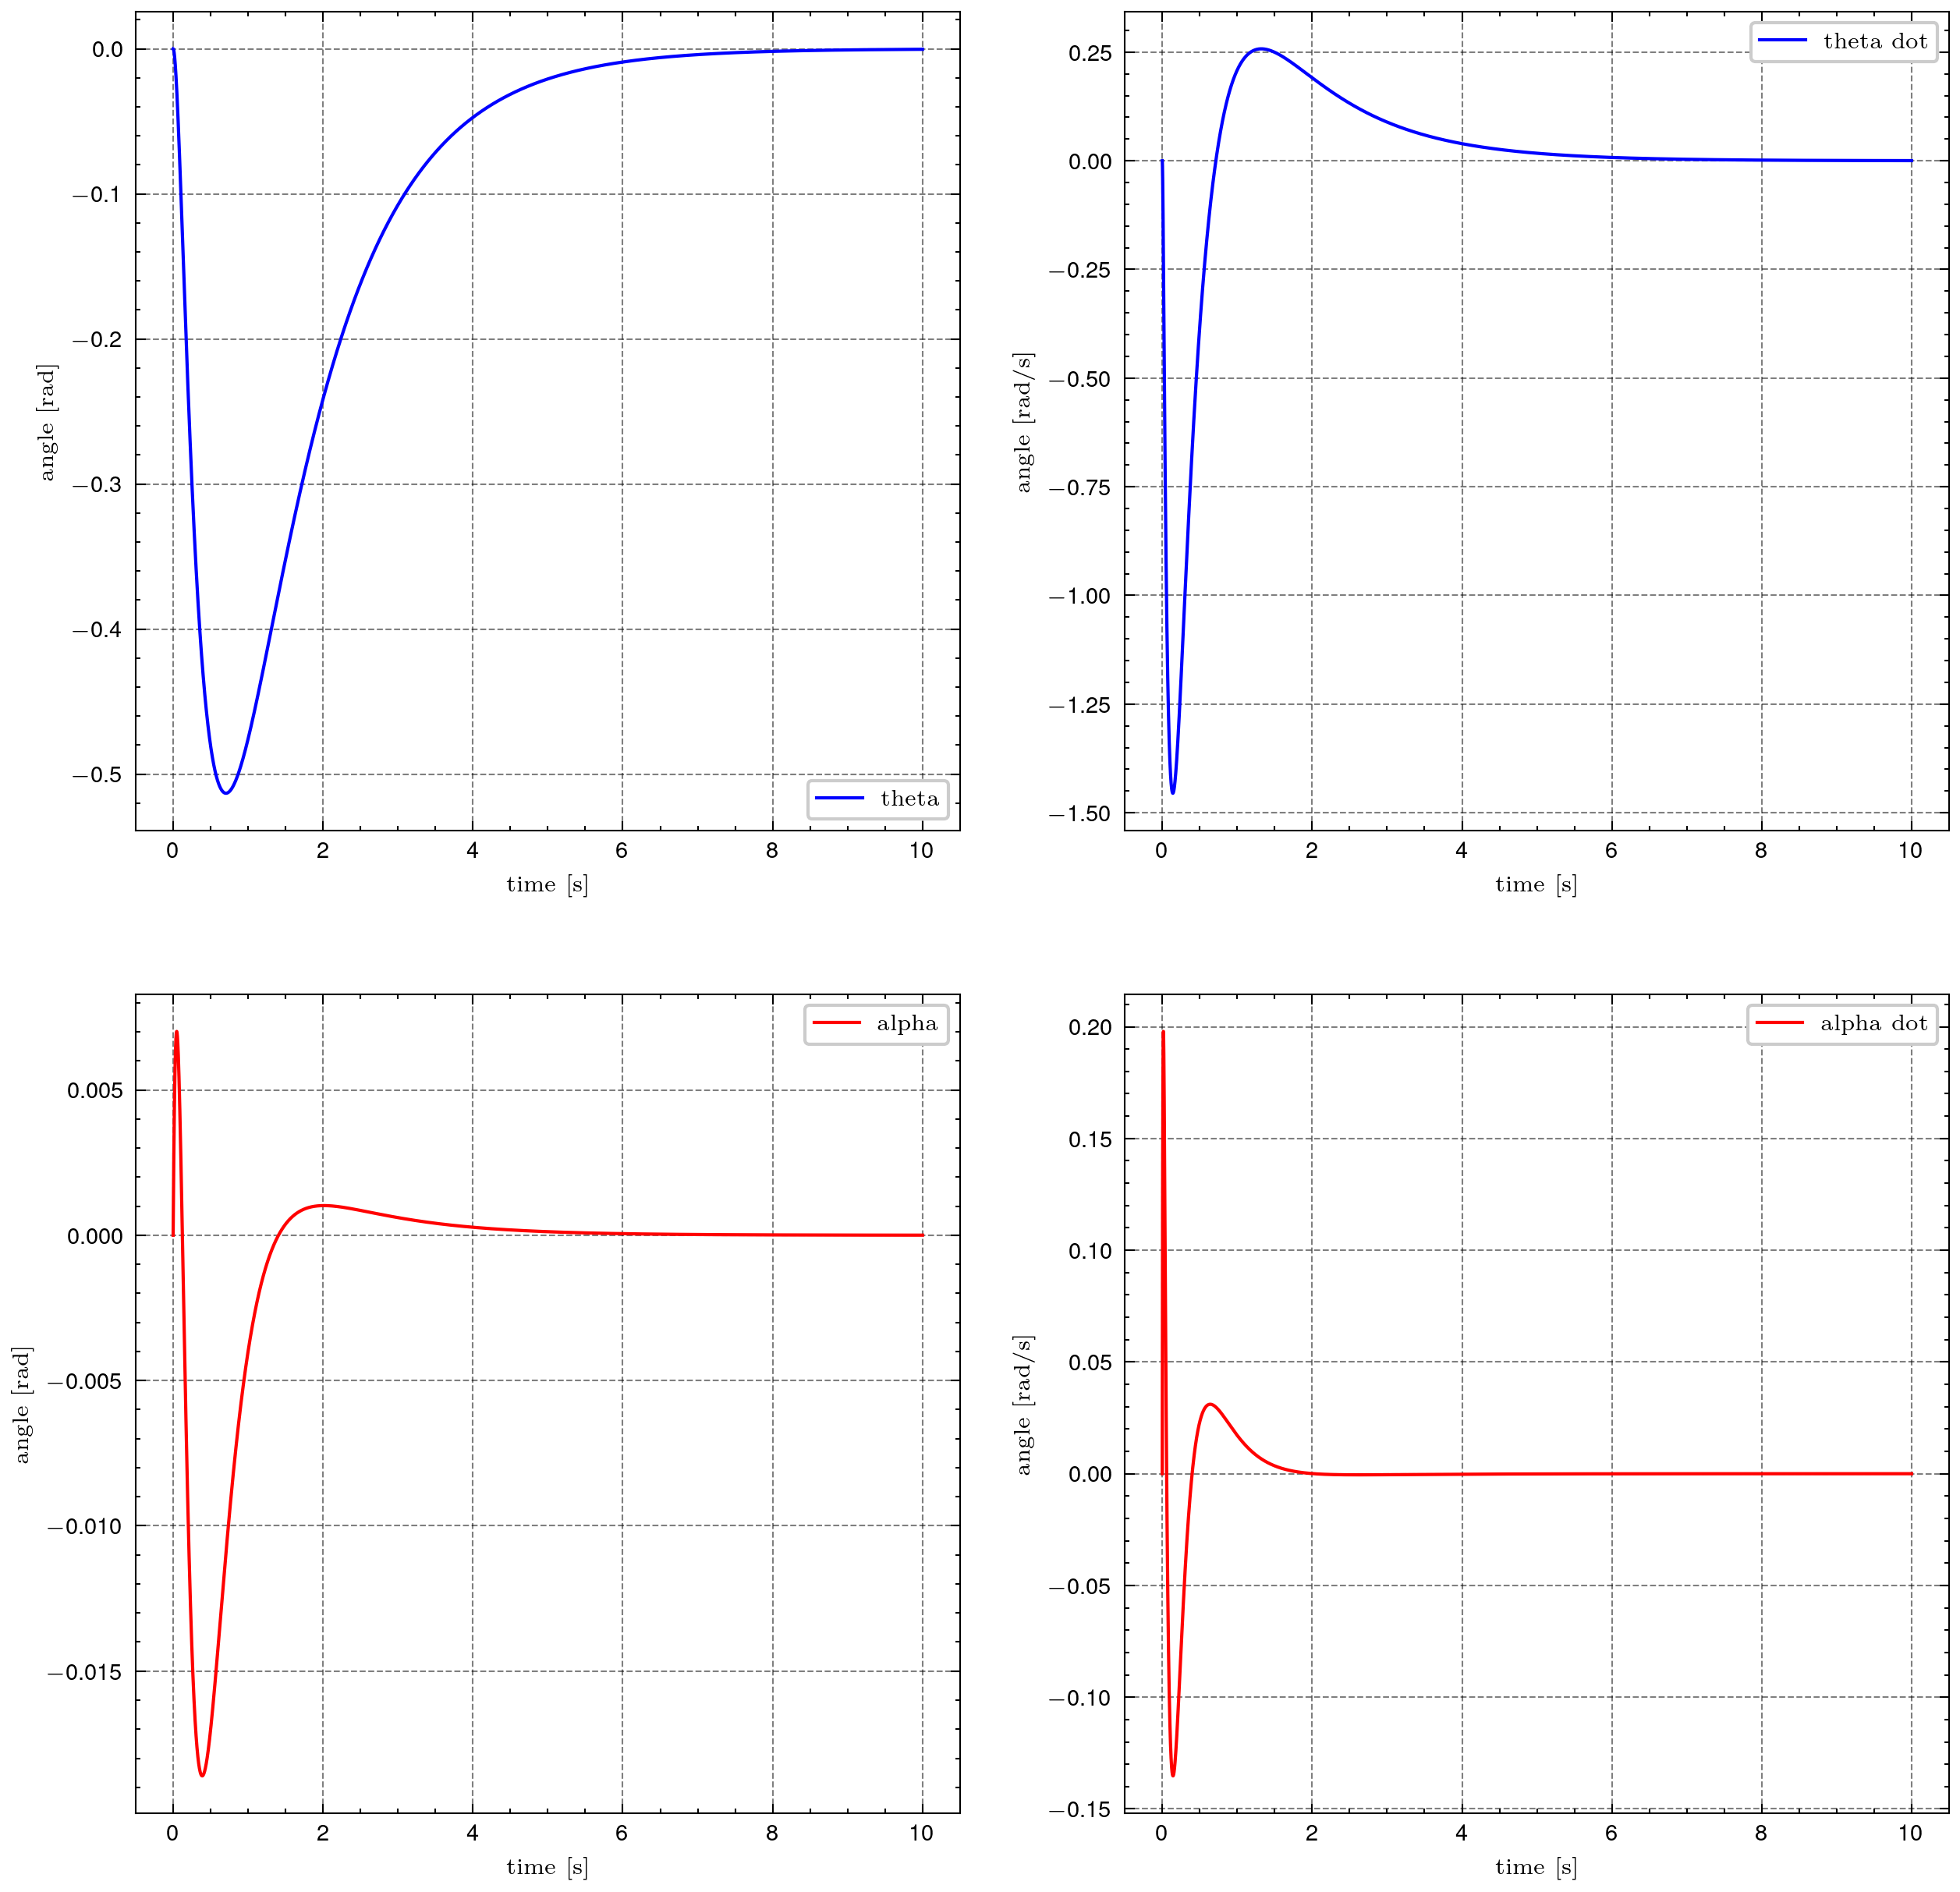 0.0
−0.1
−0.2
−0.3
−0.4
−0.5
angle [rad]
theta
0 2 4 6 8 10
time [s]
0.25
0.00
−0.25
−0.50
−0.75
−1.00
−1.25
−1.50
angle [rad/s]
theta dot
0 2 4 6 8 10
time [s]
0.005
0.000
−0.005
−0.010
−0.015
angle [rad]
alpha
0 2 4 6 8 10
time [s]
0.20
0.15
0.10
0.05
0.00
−0.05
−0.10
−0.15
angle [rad/s]
alpha dot
0 2 4 6 8 10
time [s]